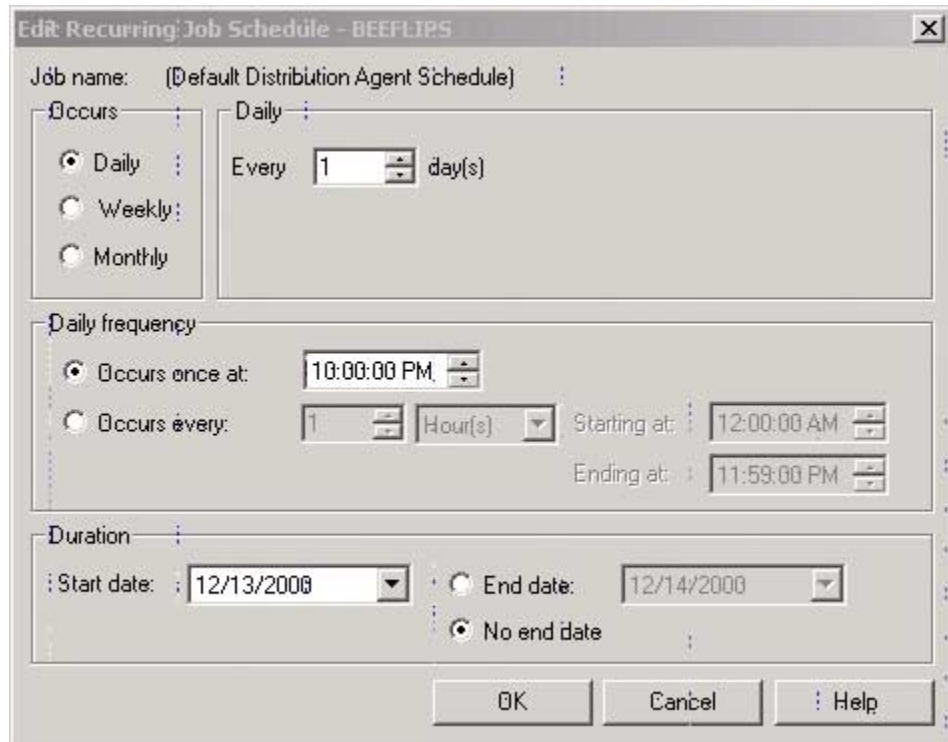 Edit Recurring Job Schedule - BEEFLIPS
Job name: (Default Distribution Agent Schedule)
Occurs
Daily
Weekly
Monthly
Daily
Every 1 day(s)
Daily frequency
Occurs once at: 10:00:00 PM
Occurs every: 1 Hour(s) Starting at: 12:00:00 AM
Ending at: 11:59:00 PM
Duration
Start date: 12/13/2000 End date: 12/14/2000
No end date
OK Cancel Help